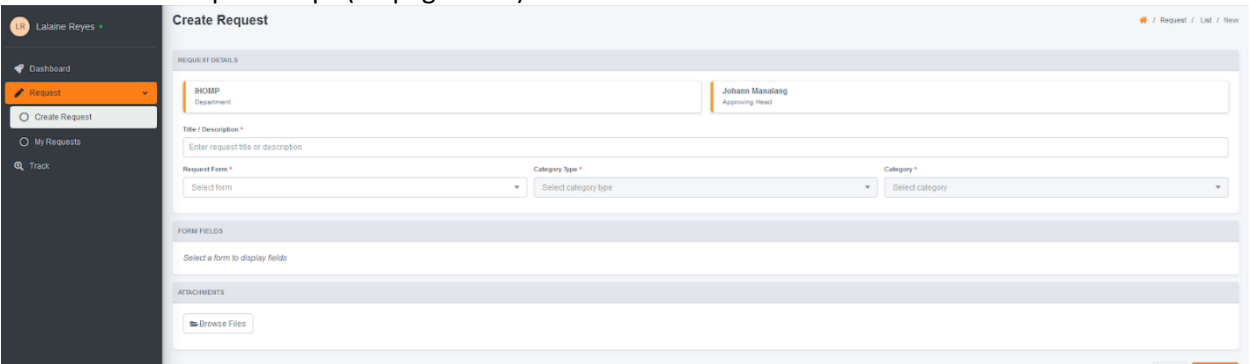 LR Lalaine Reyes
Create Request
/ Request / List / New
Dashboard
Request
Create Request
My Requests
Track
REQUEST DETAILS
IHOMP
Department
Johann Manalang
Approving Head
Title / Description *
Enter request title or description
Request Form *
Category Type *
Category *
Select form
Select category type
Select category
FORM FIELDS
Select a form to display fields
ATTACHMENTS
Browse Files